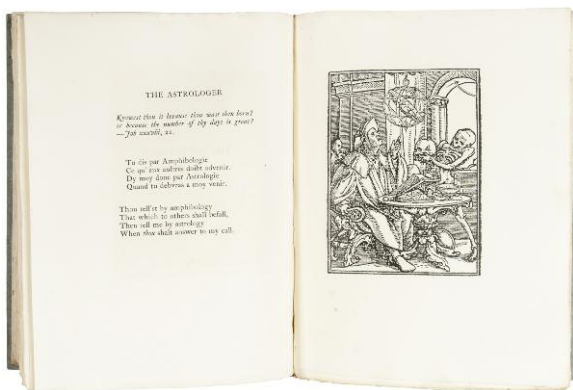 THE ASTROLOGER
Knowest thou it because thou wast then born?
or because the number of thy days is great?
—Job xxxviii, 21.
Tu dis par Amphibologie
Ce qu'aux aultres doibt advenir.
Dy moy donc par Astrologie
Quand tu debvras a moy venir.
Thou tell'st by amphibology
That which to others shall befall,
Then tell me by astrology
When thou shalt answer to my call.